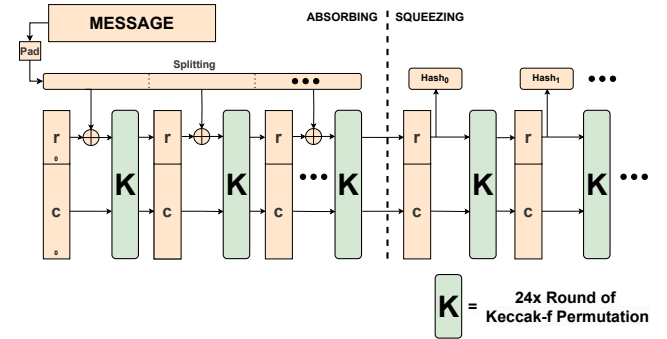 ABSORBING SQUEEZING
MESSAGE
Pad
Splitting
●●●
Hash0 Hash1 ●●●
r r r r r
0
K K K K K
●●● ●●●
c c c c c
0
K = 24x Round of
Keccak-f Permutation